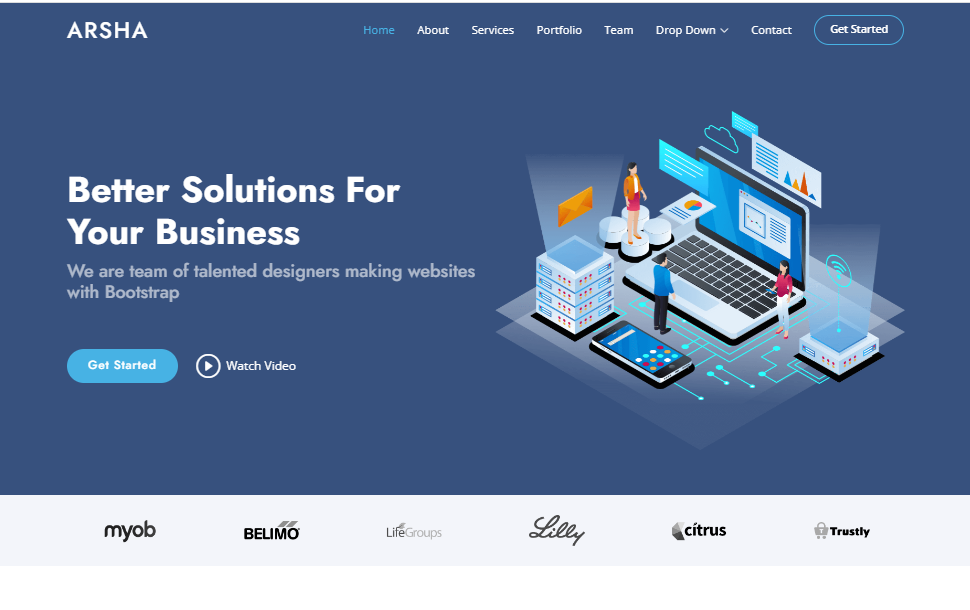 ARSHA
Home About Services Portfolio Team Drop Down Contact Get Started
Better Solutions For
Your Business
We are team of talented designers making websites
with Bootstrap
Get Started Watch Video
myob BELIMO LifeGroups Lilly citrus Trustly